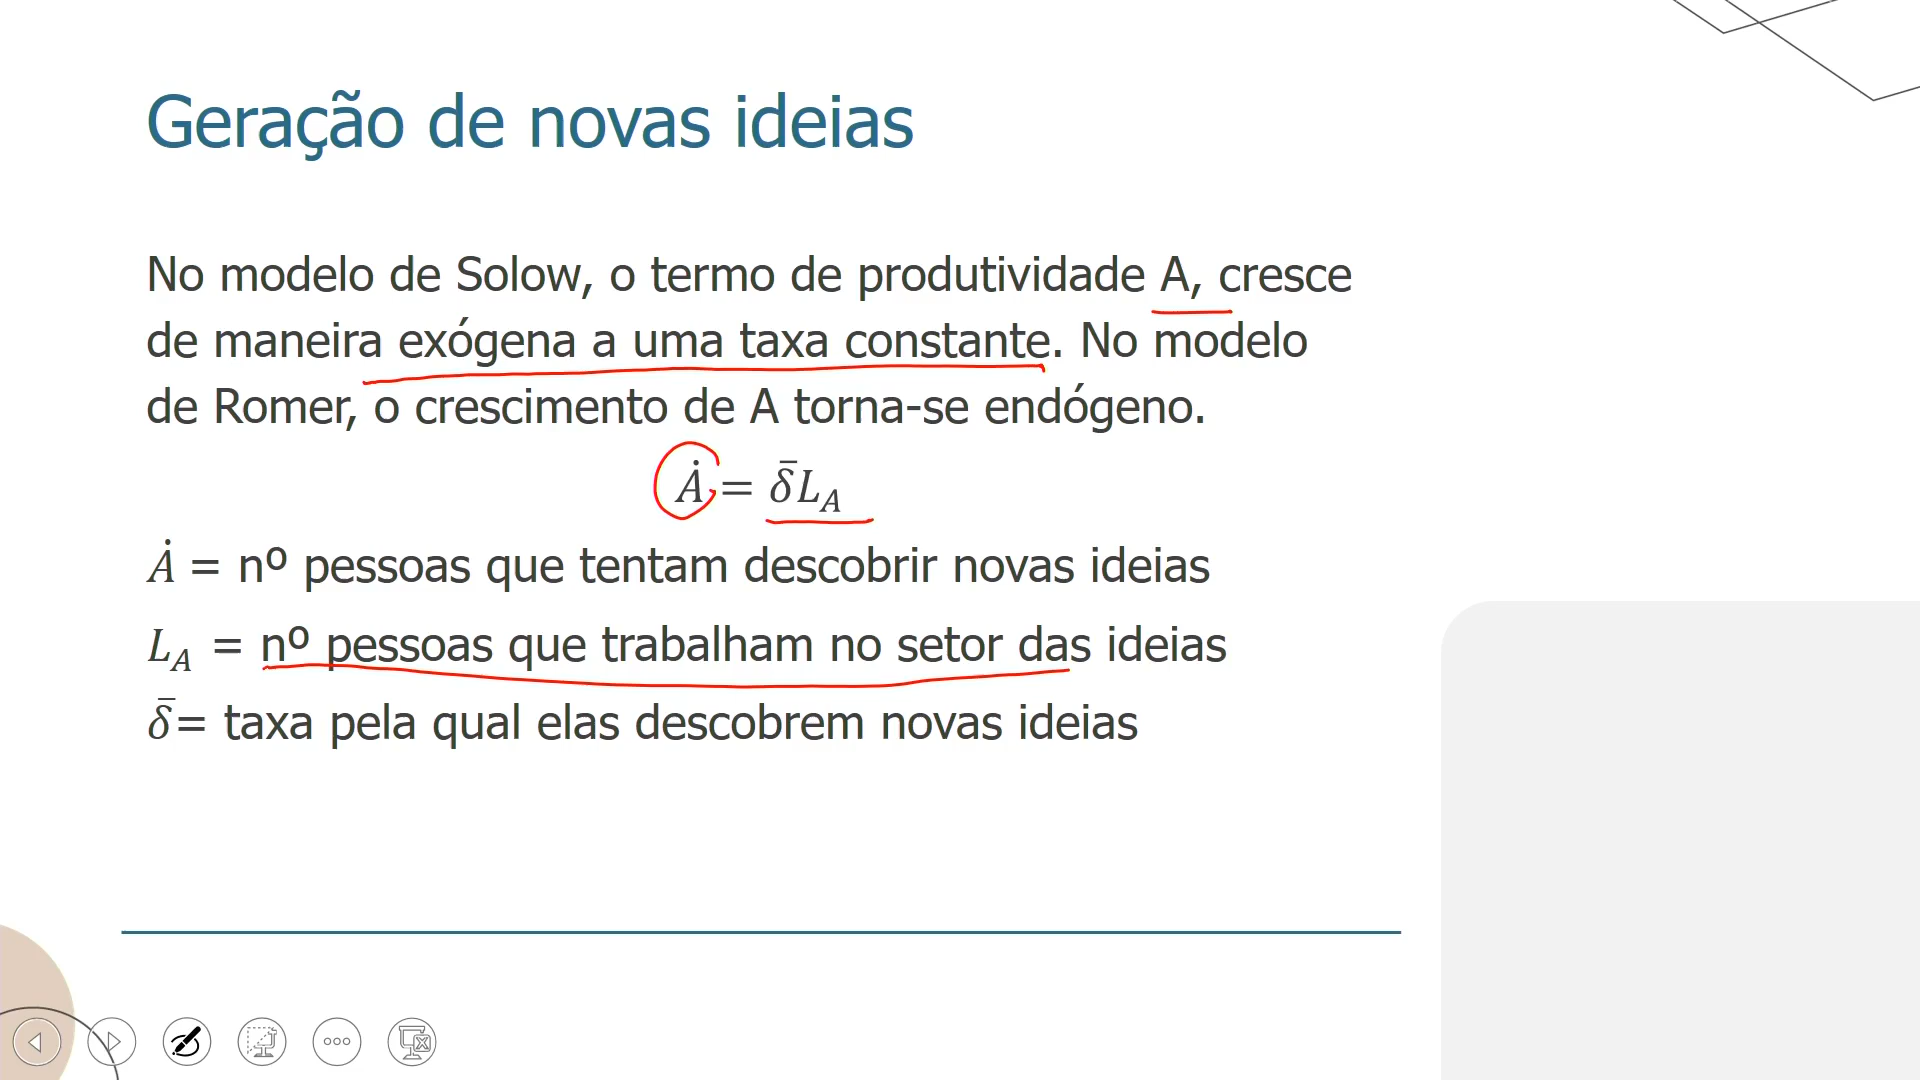 Geração de novas ideias
No modelo de Solow, o termo de produtividade A, cresce
de maneira exógena a uma taxa constante. No modelo
de Romer, o crescimento de A torna-se endógeno.
Ȧ = δ̄L_A
Ȧ = nº pessoas que tentam descobrir novas ideias
L_A = nº pessoas que trabalham no setor das ideias
δ̄= taxa pela qual elas descobrem novas ideias